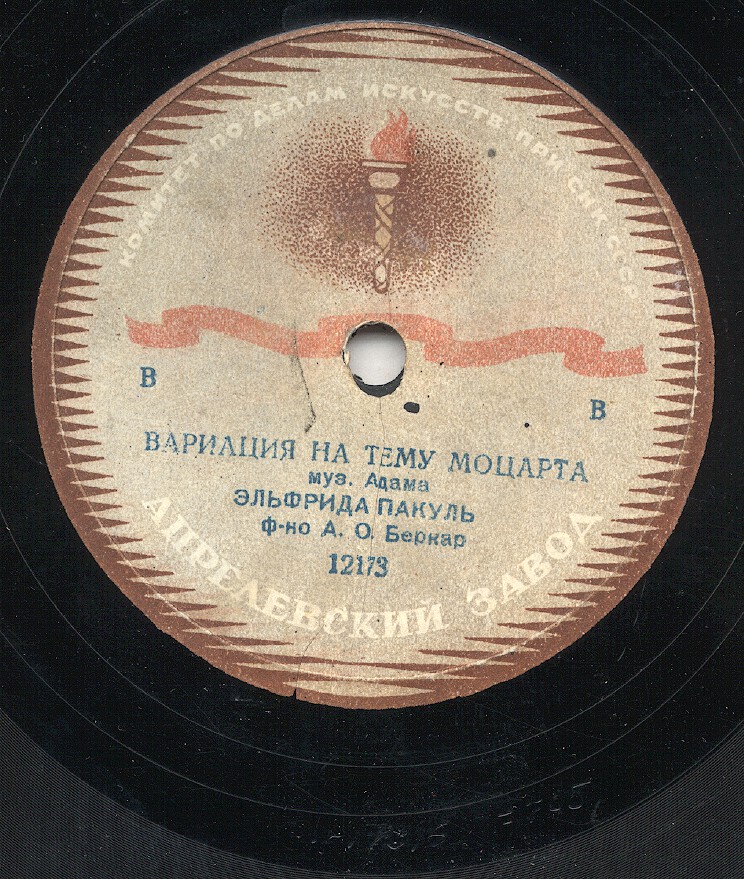 КОМИТЕТ ПО ДЕЛАМ ИСКУССТВ ПРИ СНК СССР
В
В
ВАРИАЦИЯ НА ТЕМУ МОЦАРТА
муз. Адама
ЭЛЬФРИДА ПАКУЛЬ
ф-но А. О. Беркар
12173
АПРЕЛЕВСКИЙ ЗАВОД